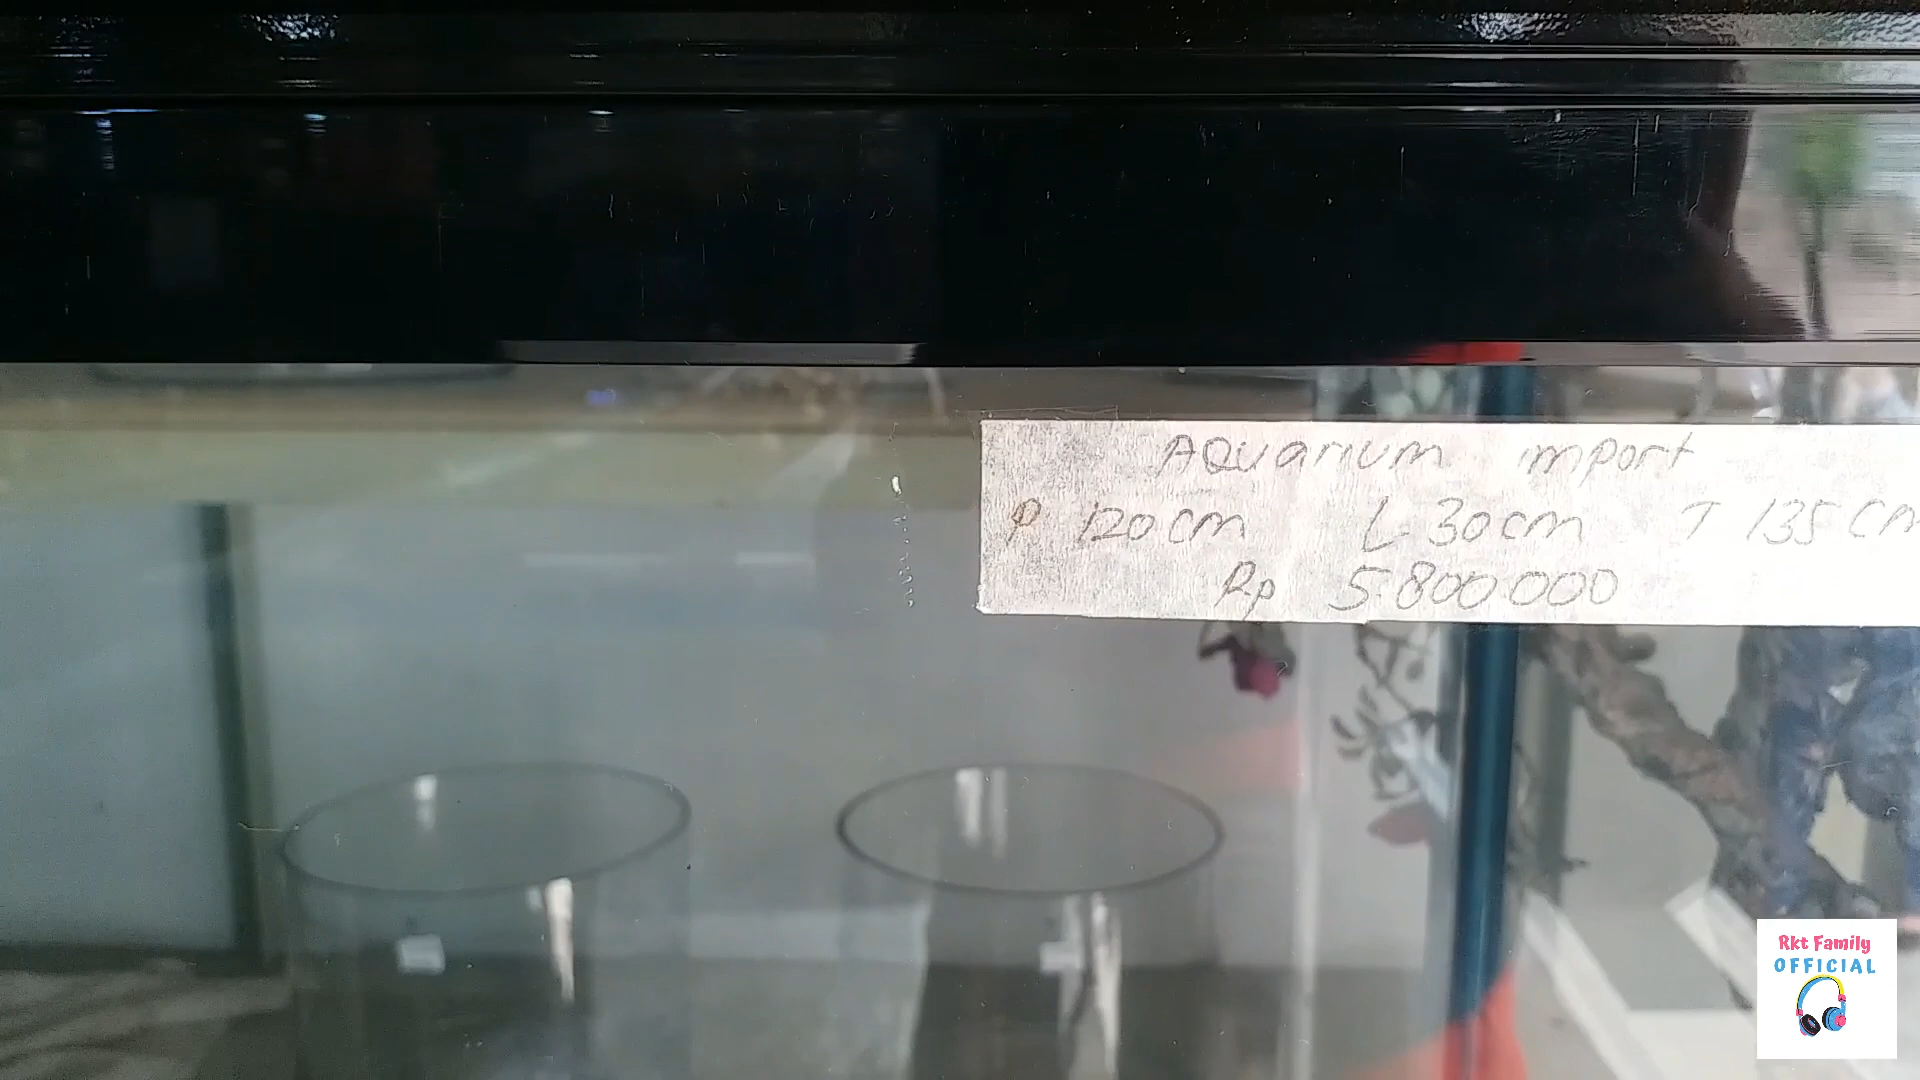 AQuarium import
P 120 cm L 30 cm T 135 cm
Rp 5.800.000
Rkt Family
OFFICIAL